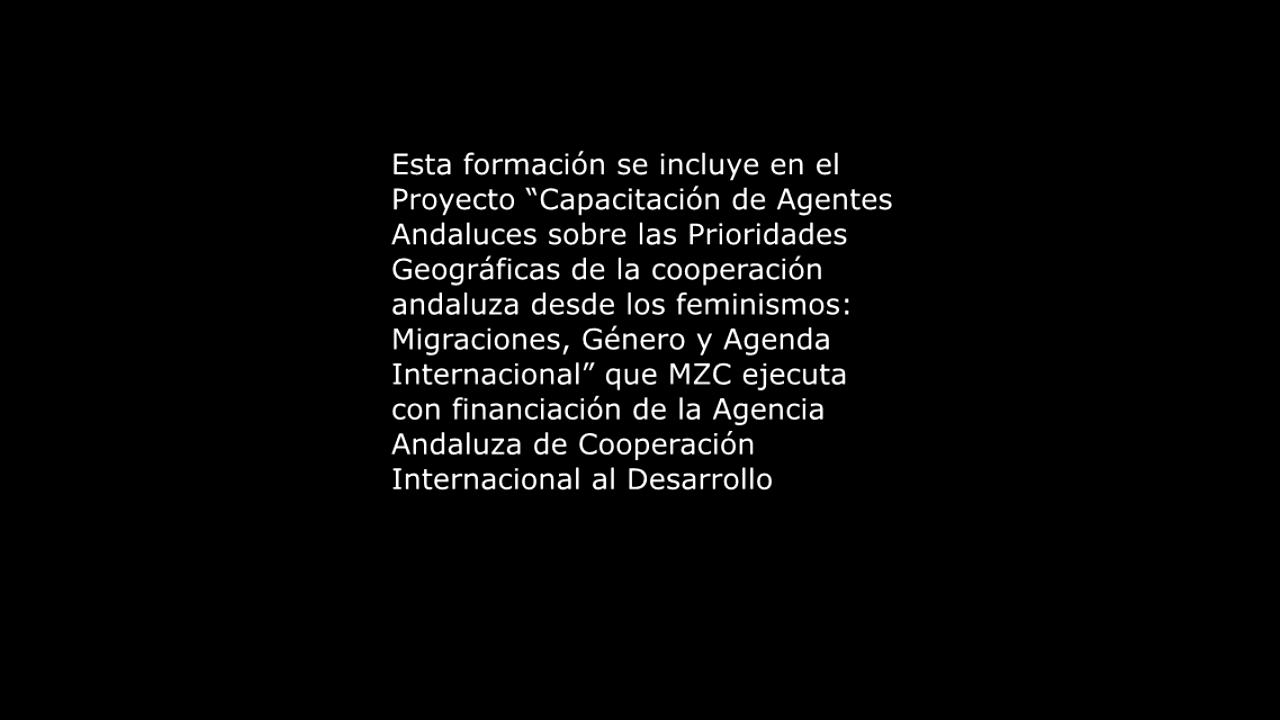 Esta formación se incluye en el
Proyecto “Capacitación de Agentes
Andaluces sobre las Prioridades
Geográficas de la cooperación
andaluza desde los feminismos:
Migraciones, Género y Agenda
Internacional” que MZC ejecuta
con financiación de la Agencia
Andaluza de Cooperación
Internacional al Desarrollo